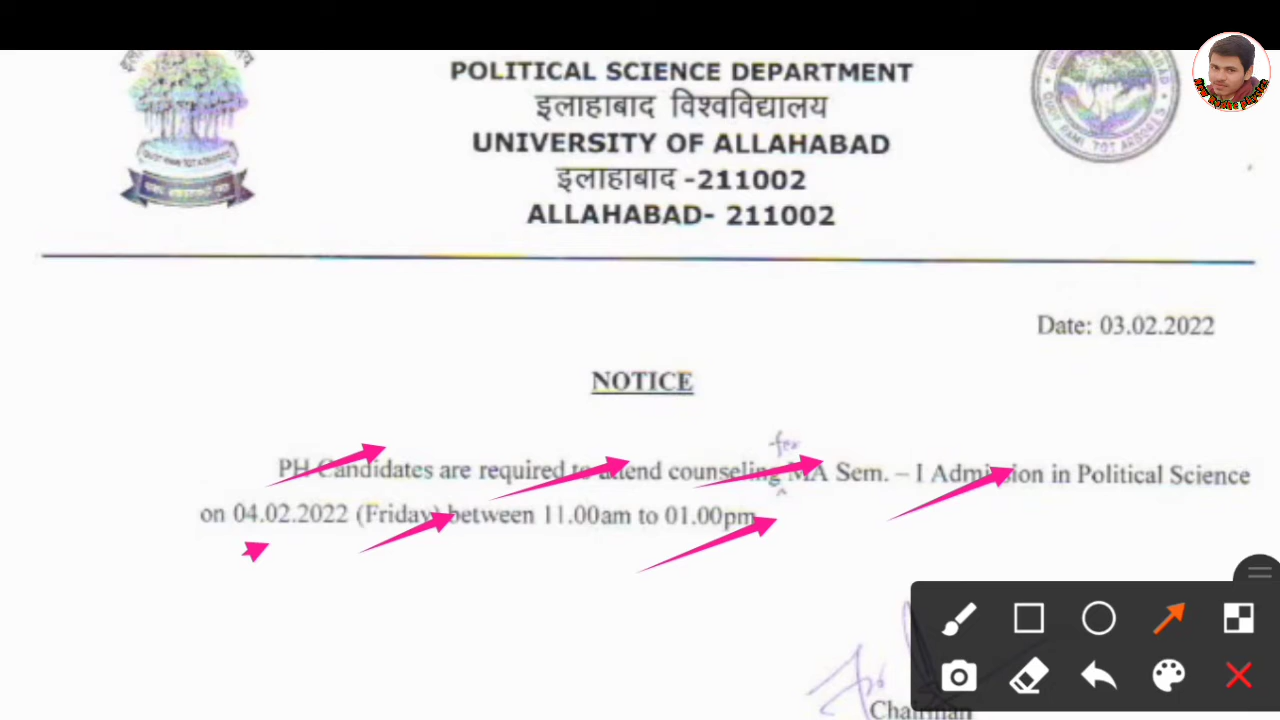 POLITICAL SCIENCE DEPARTMENT
इलाहाबाद विश्वविद्यालय
UNIVERSITY OF ALLAHABAD
इलाहाबाद -211002
ALLAHABAD- 211002
Date: 03.02.2022
NOTICE
for
PH Candidates are required to attend counseling MA Sem. – I Admission in Political Science
on 04.02.2022 (Friday) between 11.00am to 01.00pm
Chairman